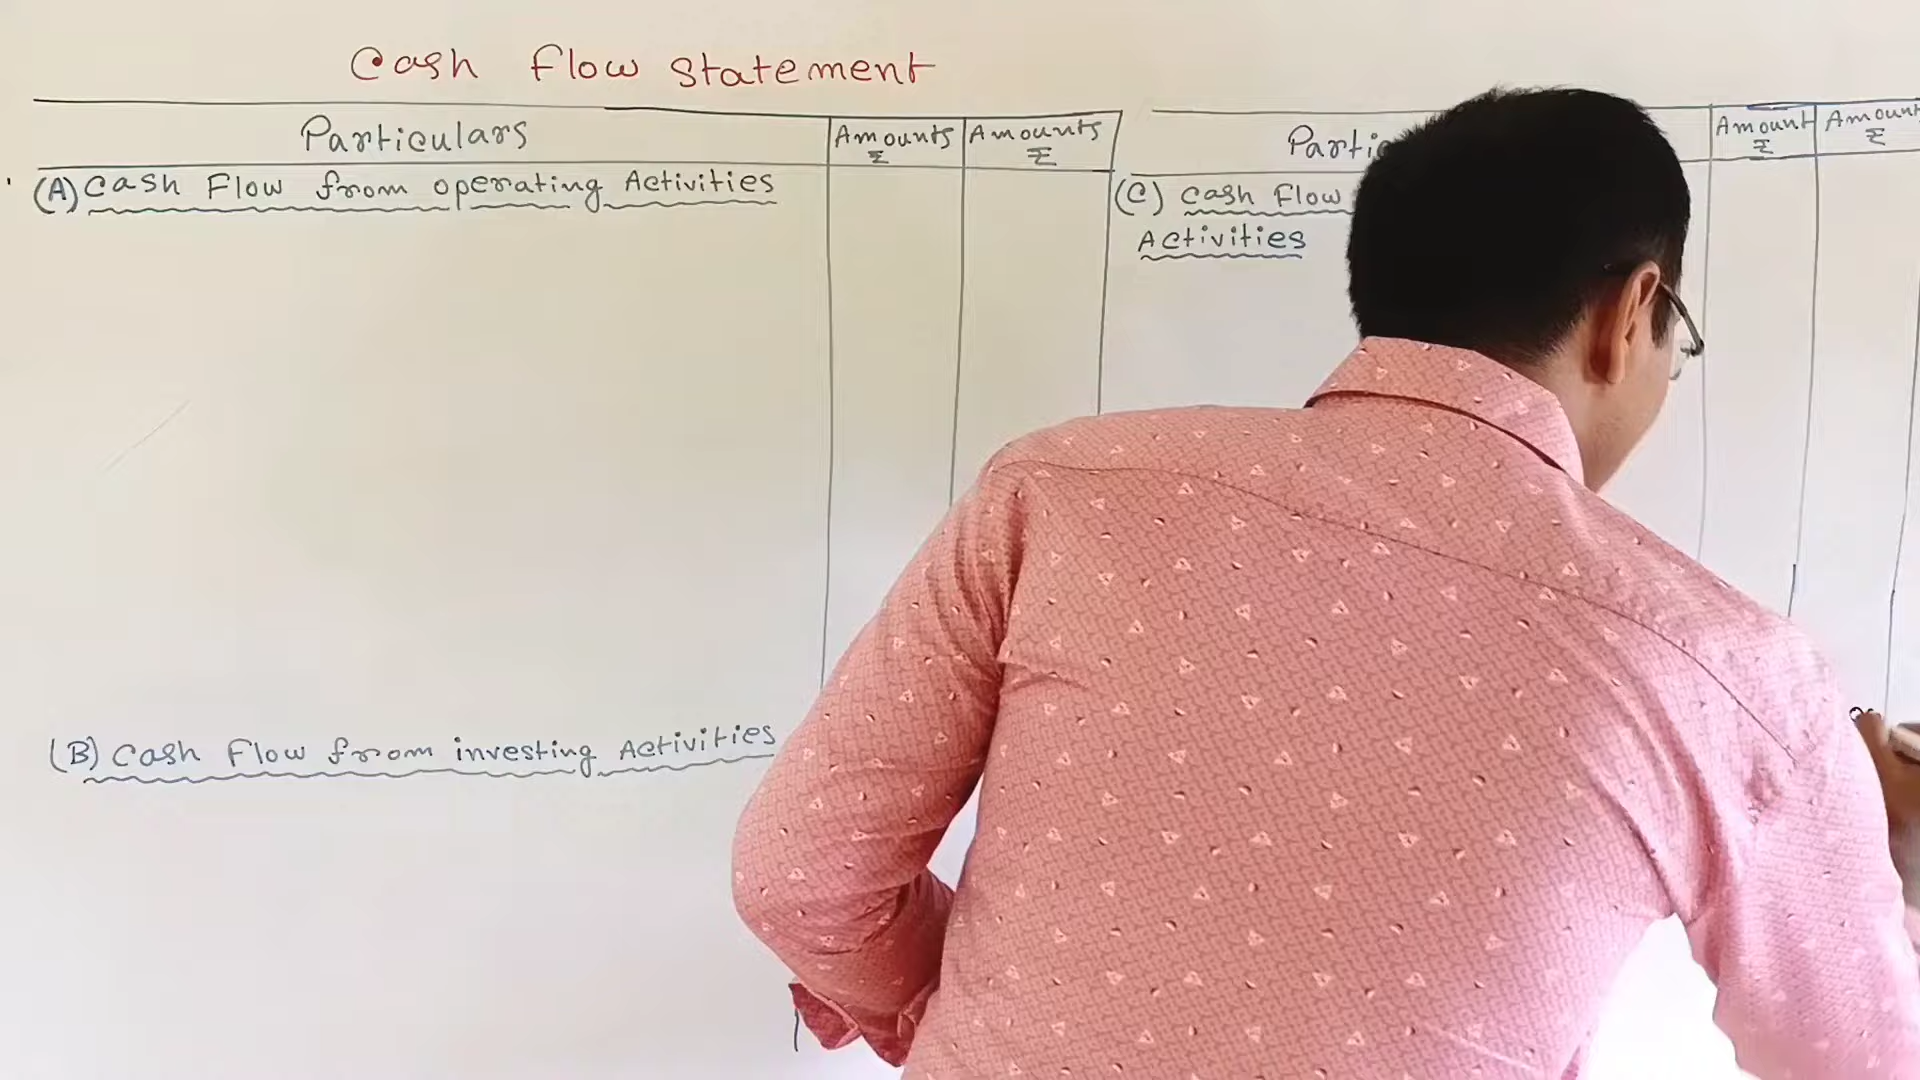 Cash Flow Statement
Particulars
Amounts
₹
Amounts
₹
(A) Cash Flow from operating Activities
(B) Cash Flow from investing Activities
Amount
₹
Amount
₹
(C) Cash Flow
Activities